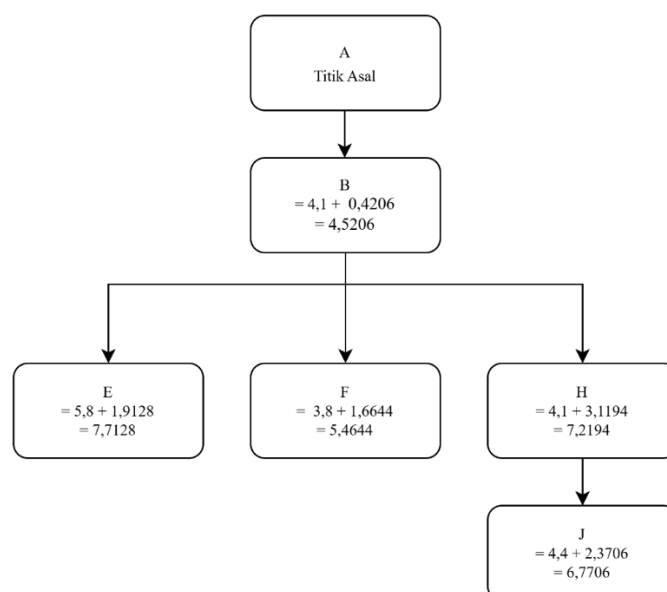 A
Titik Asal
B
= 4,1 + 0,4206
= 4,5206
E
= 5,8 + 1,9128
= 7,7128
F
= 3,8 + 1,6644
= 5,4644
H
= 4,1 + 3,1194
= 7,2194
J
= 4,4 + 2,3706
= 6,7706